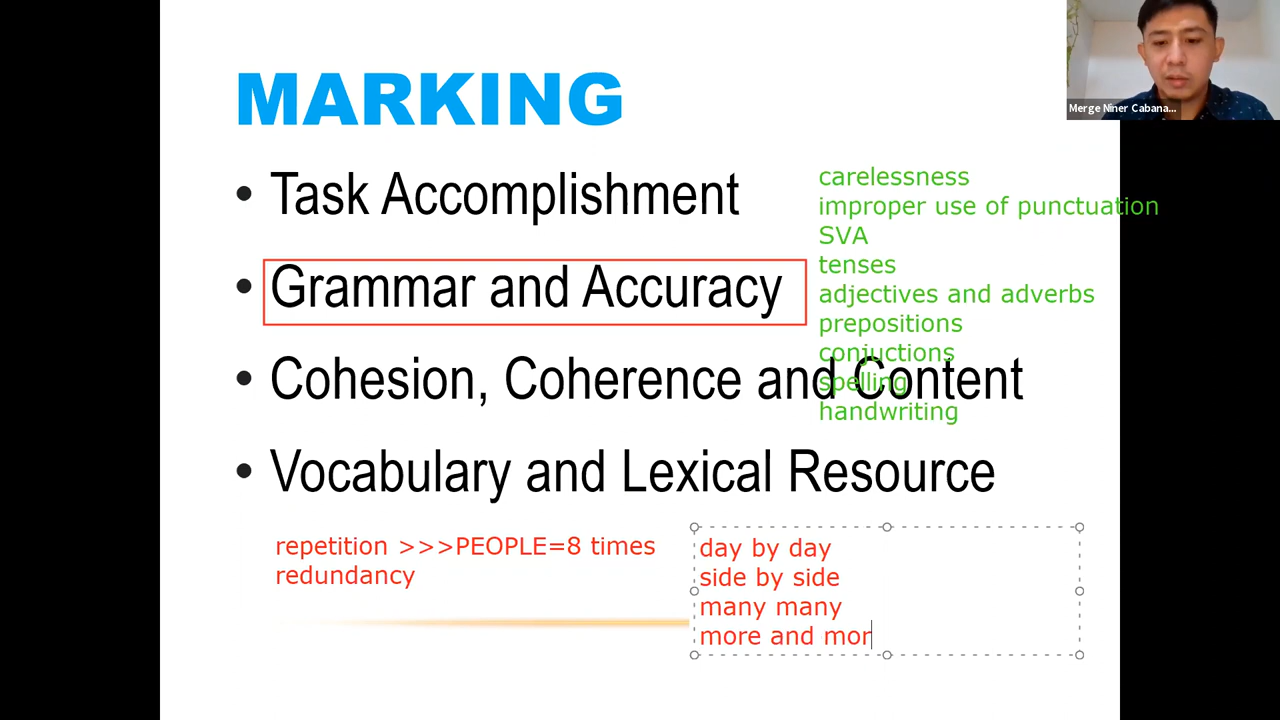 MARKING
Merge Niner Cabana...
• Task Accomplishment
• Grammar and Accuracy
• Cohesion, Coherence and Content
• Vocabulary and Lexical Resource
carelessness
improper use of punctuation
SVA
tenses
adjectives and adverbs
prepositions
conjuctions
spelling
handwriting
repetition >>>PEOPLE=8 times
redundancy
day by day
side by side
many many
more and mor